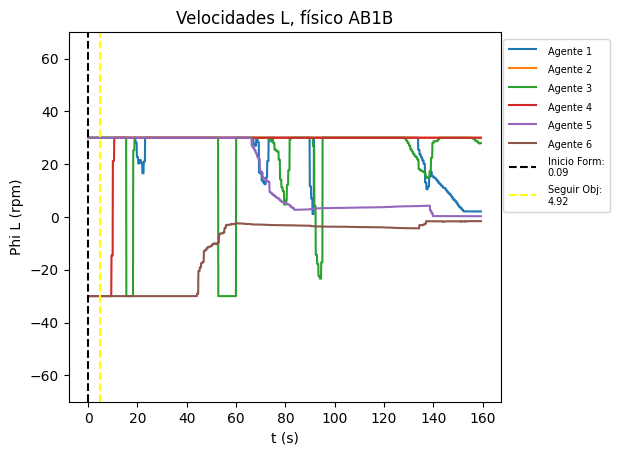 Velocidades L, físico AB1B
Phi L (rpm)
60
40
20
0
−20
−40
−60
0 20 40 60 80 100 120 140 160
t (s)
Agente 1
Agente 2
Agente 3
Agente 4
Agente 5
Agente 6
Inicio Form:
0.09
Seguir Obj:
4.92